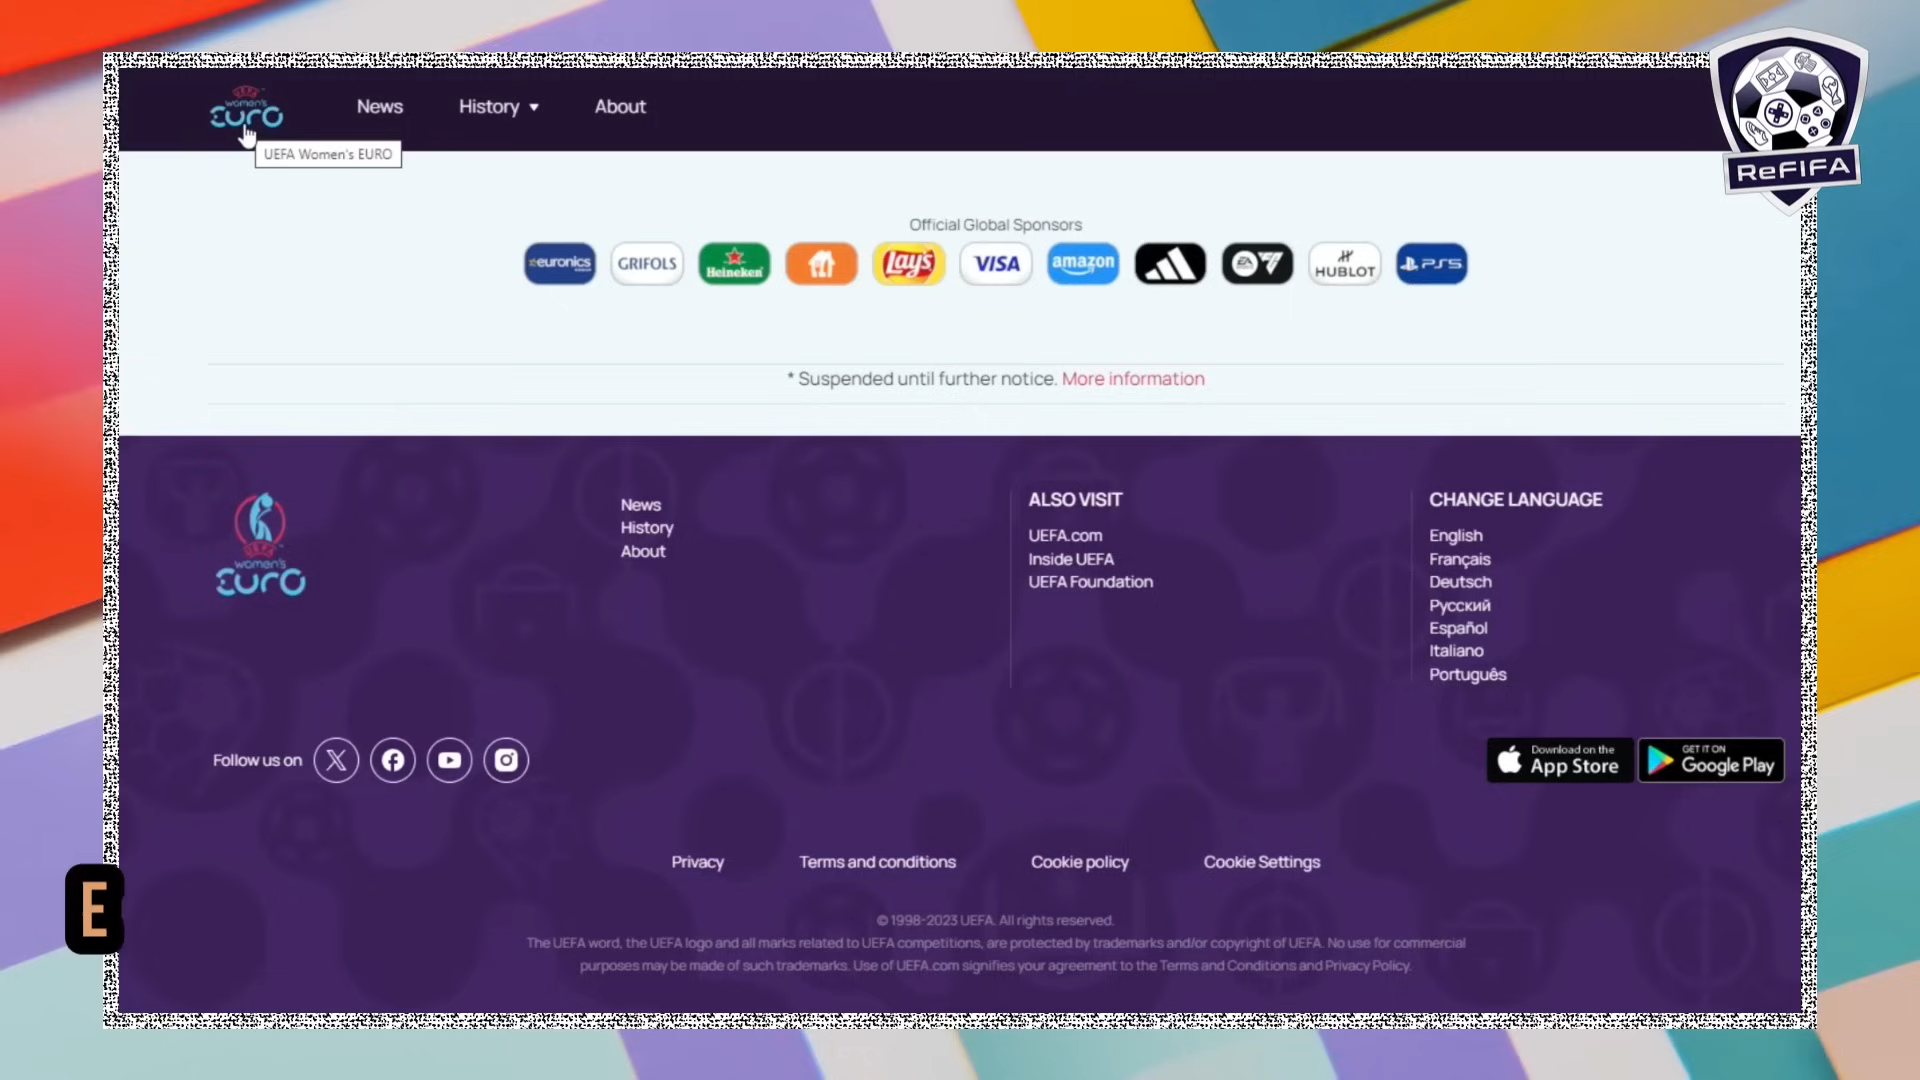 UEFA
women's
EURO
News
History
About
UEFA Women's EURO
ReFIFA
Official Global Sponsors
euronics
GRIFOLS
Heineken
Lay's
VISA
amazon
EA
HUBLOT
PS5
* Suspended until further notice. More information
UEFA
women's
EURO
News
History
About
ALSO VISIT
UEFA.com
Inside UEFA
UEFA Foundation
CHANGE LANGUAGE
English
Français
Deutsch
Русский
Español
Italiano
Português
Follow us on
Download on the
App Store
GET IT ON
Google Play
Privacy
Terms and conditions
Cookie policy
Cookie Settings
E
© 1998-2023 UEFA. All rights reserved.
The UEFA word, the UEFA logo and all marks related to UEFA competitions, are protected by trademarks and/or copyright of UEFA. No use for commercial
purposes may be made of such trademarks. Use of UEFA.com signifies your agreement to the Terms and Conditions and Privacy Policy.